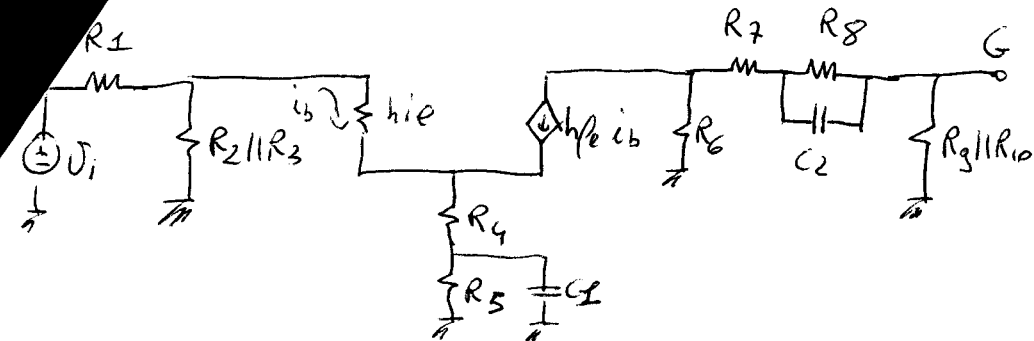 R1
R7
R8
G
ib
hie
hfe ib
R2||R3
R6
C2
R9||R10
Vi
R4
R5
C1